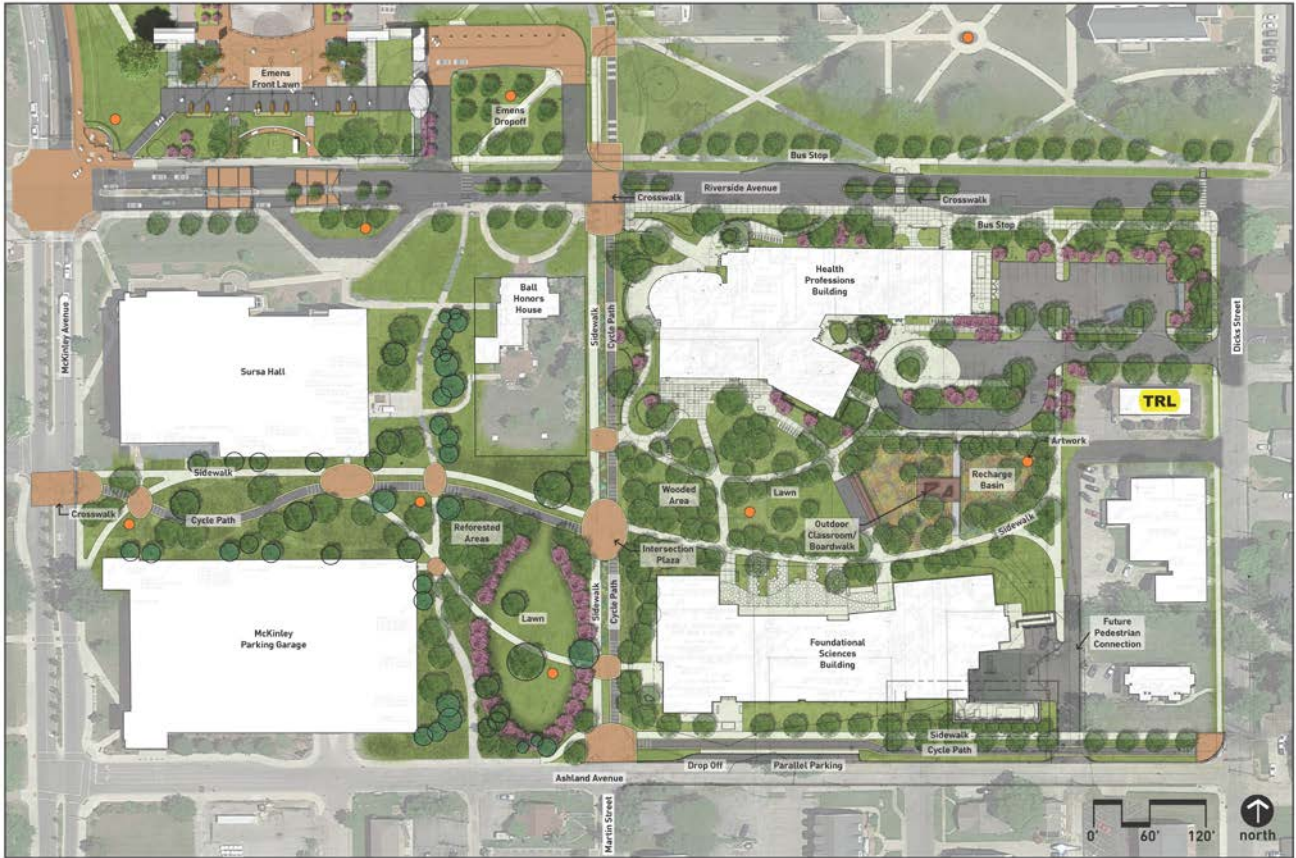 Emens
Front Lawn
Emens
Dropoff
Bus Stop
Riverside Avenue
Crosswalk
Crosswalk
Bus Stop
Health
Professions
Building
Ball
Honors
House
McKinley Avenue
Sidewalk
Cycle Path
Dicks Street
Sursa Hall
TRL
Artwork
Sidewalk
Recharge
Basin
Wooded
Area
Lawn
Crosswalk
Cycle Path
Reforested
Areas
Outdoor
Classroom/
Boardwalk
Sidewalk
Intersection
Plaza
Sidewalk
Cycle Path
Lawn
McKinley
Parking Garage
Foundational
Sciences
Building
Future
Pedestrian
Connection
Sidewalk
Cycle Path
Drop Off
Parallel Parking
Ashland Avenue
Martin Street
0'
60'
120'
north